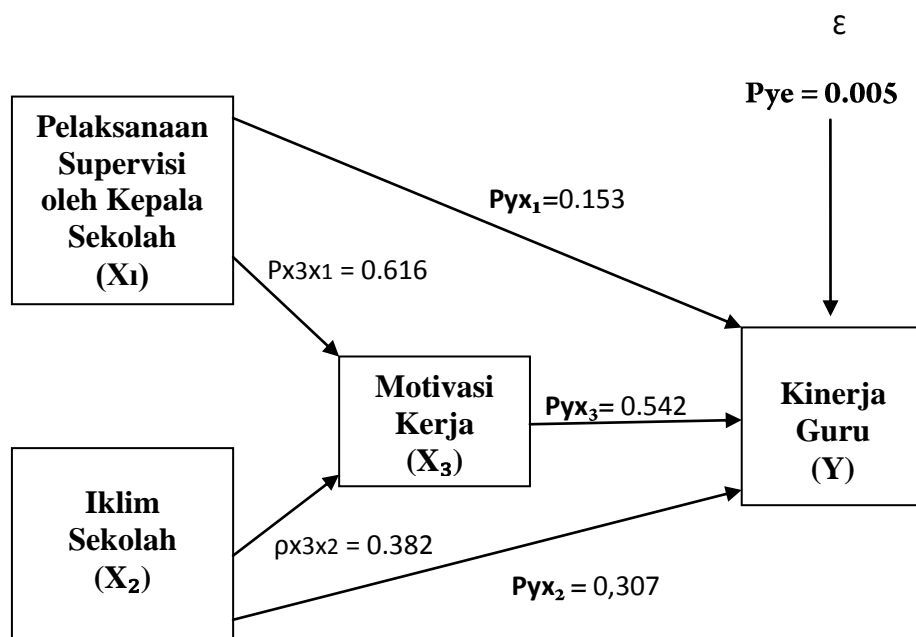 ε
Pye = 0.005
Pelaksanaan
Supervisi
oleh Kepala
Sekolah
(X₁)
Pyx₁=0.153
Px3x1 = 0.616
Motivasi
Kerja
(X₃)
Pyx₃= 0.542
Kinerja
Guru
(Y)
Iklim
Sekolah
(X₂)
ρx3x2 = 0.382
Pyx₂ = 0,307